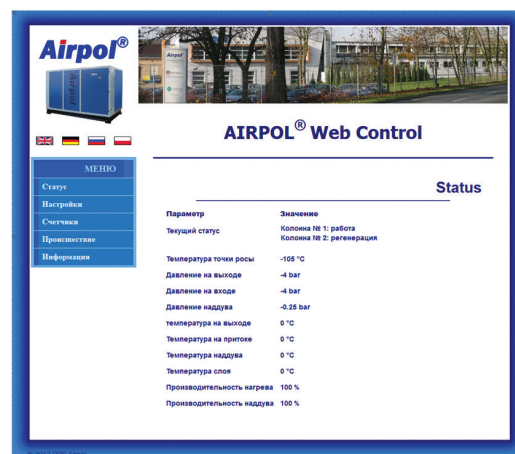 Airpol®
Airpol
AIRPOL® Web Control
МЕНЮ
Статус
Настройки
Счетчики
Происшествие
Информация
Status
Параметр Значение
Текущий статус Колонна № 1: работа
Колонна № 2: регенерация
Температура точки росы -105 °C
Давление на выходе -4 bar
Давление на входе -4 bar
Давление наддува -0.25 bar
температура на выходе 0 °C
Температура на притоке 0 °C
Температура наддува 0 °C
Температура слоя 0 °C
Производительность нагрева 100 %
Производительность наддува 100 %